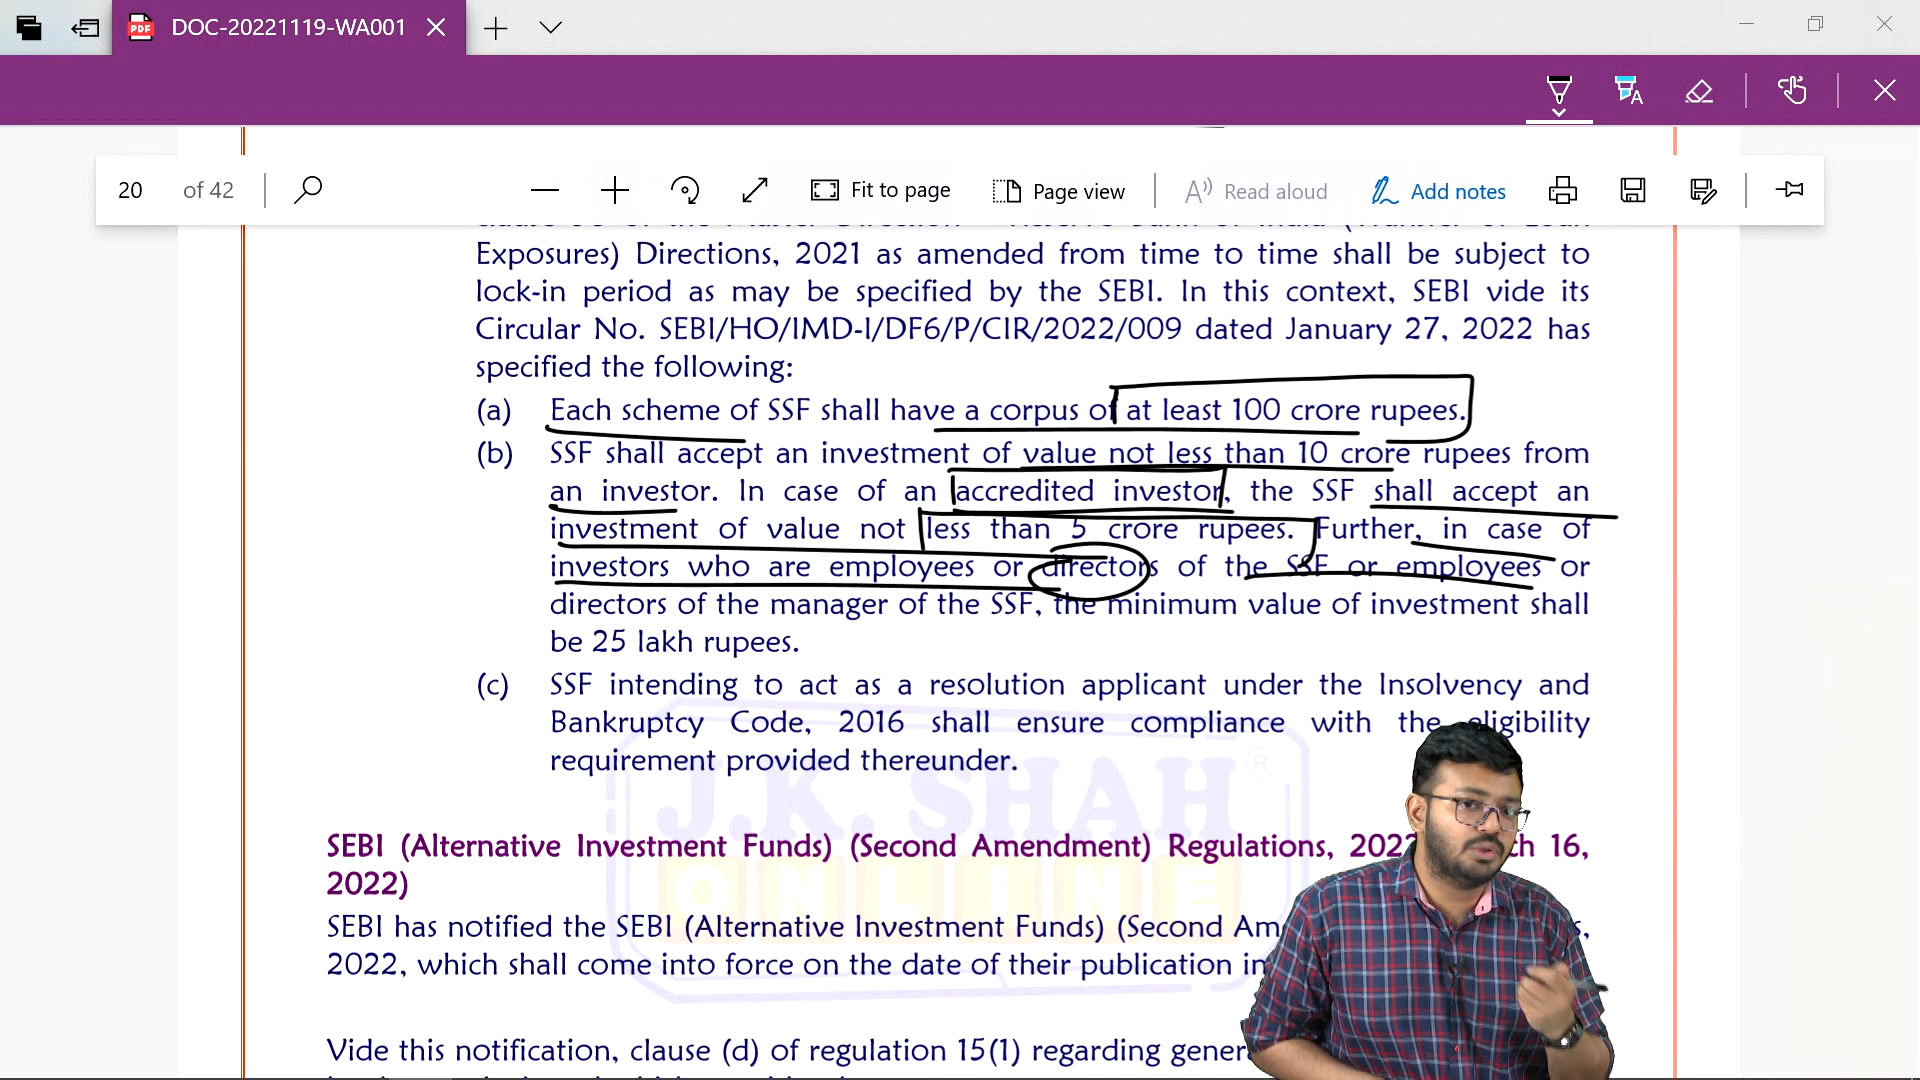 DOC-20221119-WA001
20 of 42
Fit to page
Page view
Read aloud
Add notes
Exposures) Directions, 2021 as amended from time to time shall be subject to
lock-in period as may be specified by the SEBI. In this context, SEBI vide its
Circular No. SEBI/HO/IMD-I/DF6/P/CIR/2022/009 dated January 27, 2022 has
specified the following:
(a) Each scheme of SSF shall have a corpus of at least 100 crore rupees.
(b) SSF shall accept an investment of value not less than 10 crore rupees from
an investor. In case of an accredited investor, the SSF shall accept an
investment of value not less than 5 crore rupees. Further, in case of
investors who are employees or directors of the SSF or employees or
directors of the manager of the SSF, the minimum value of investment shall
be 25 lakh rupees.
(c) SSF intending to act as a resolution applicant under the Insolvency and
Bankruptcy Code, 2016 shall ensure compliance with the eligibility
requirement provided thereunder.
J.K. SHAH ®
ONLINE
SEBI (Alternative Investment Funds) (Second Amendment) Regulations, 16,
2022)
SEBI has notified the SEBI (Alternative Investment Funds) (Second
2022, which shall come into force on the date of their publication in
Vide this notification, clause (d) of regulation 15(1) regarding